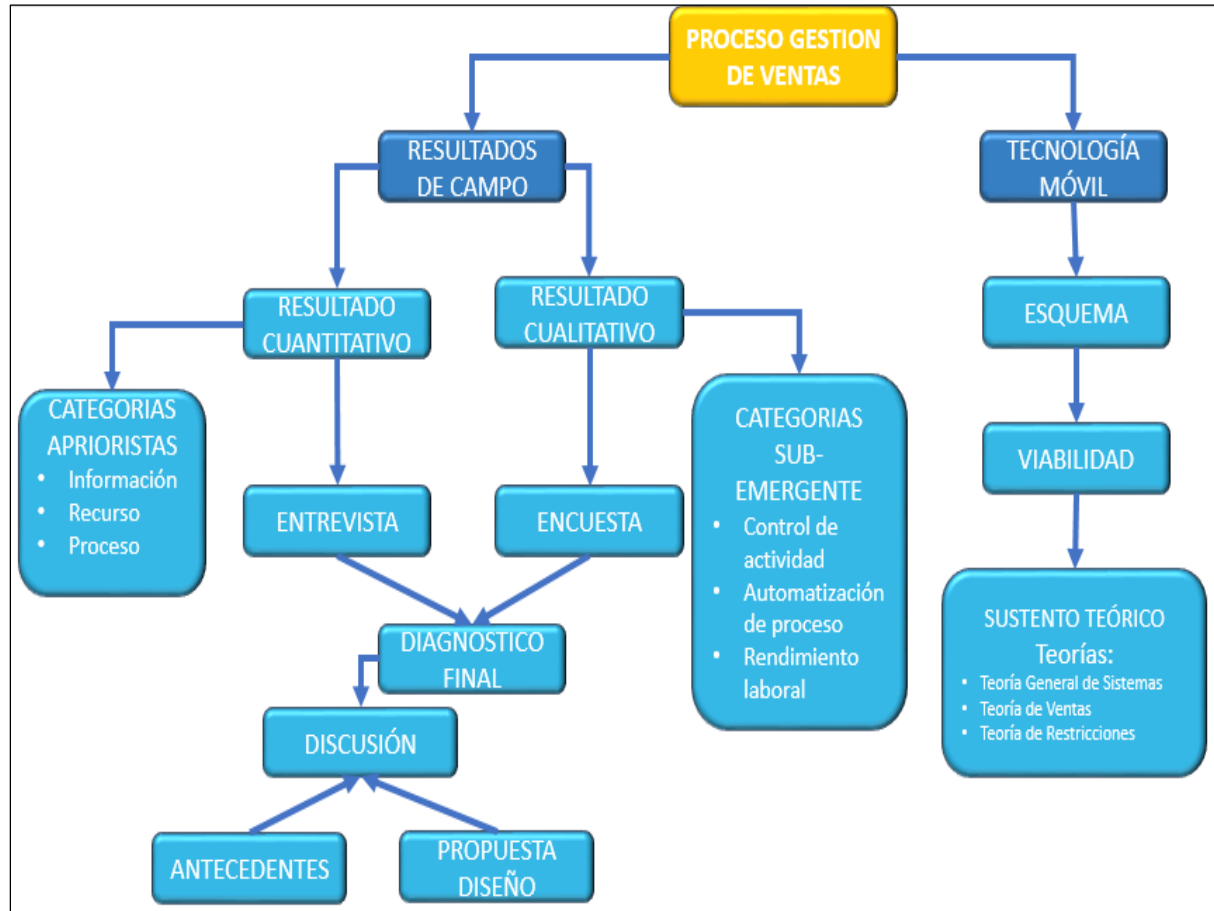 PROCESO GESTION
DE VENTAS
RESULTADOS
DE CAMPO
TECNOLOGÍA
MÓVIL
RESULTADO
CUANTITATIVO
RESULTADO
CUALITATIVO
ESQUEMA
CATEGORIAS
APRIORISTAS
• Información
• Recurso
• Proceso
CATEGORIAS
SUB-
EMERGENTE
• Control de
actividad
• Automatización
de proceso
• Rendimiento
laboral
VIABILIDAD
ENTREVISTA
ENCUESTA
SUSTENTO TEÓRICO
Teorías:
• Teoría General de Sistemas
• Teoría de Ventas
• Teoría de Restricciones
DIAGNOSTICO
FINAL
DISCUSIÓN
ANTECEDENTES
PROPUESTA
DISEÑO